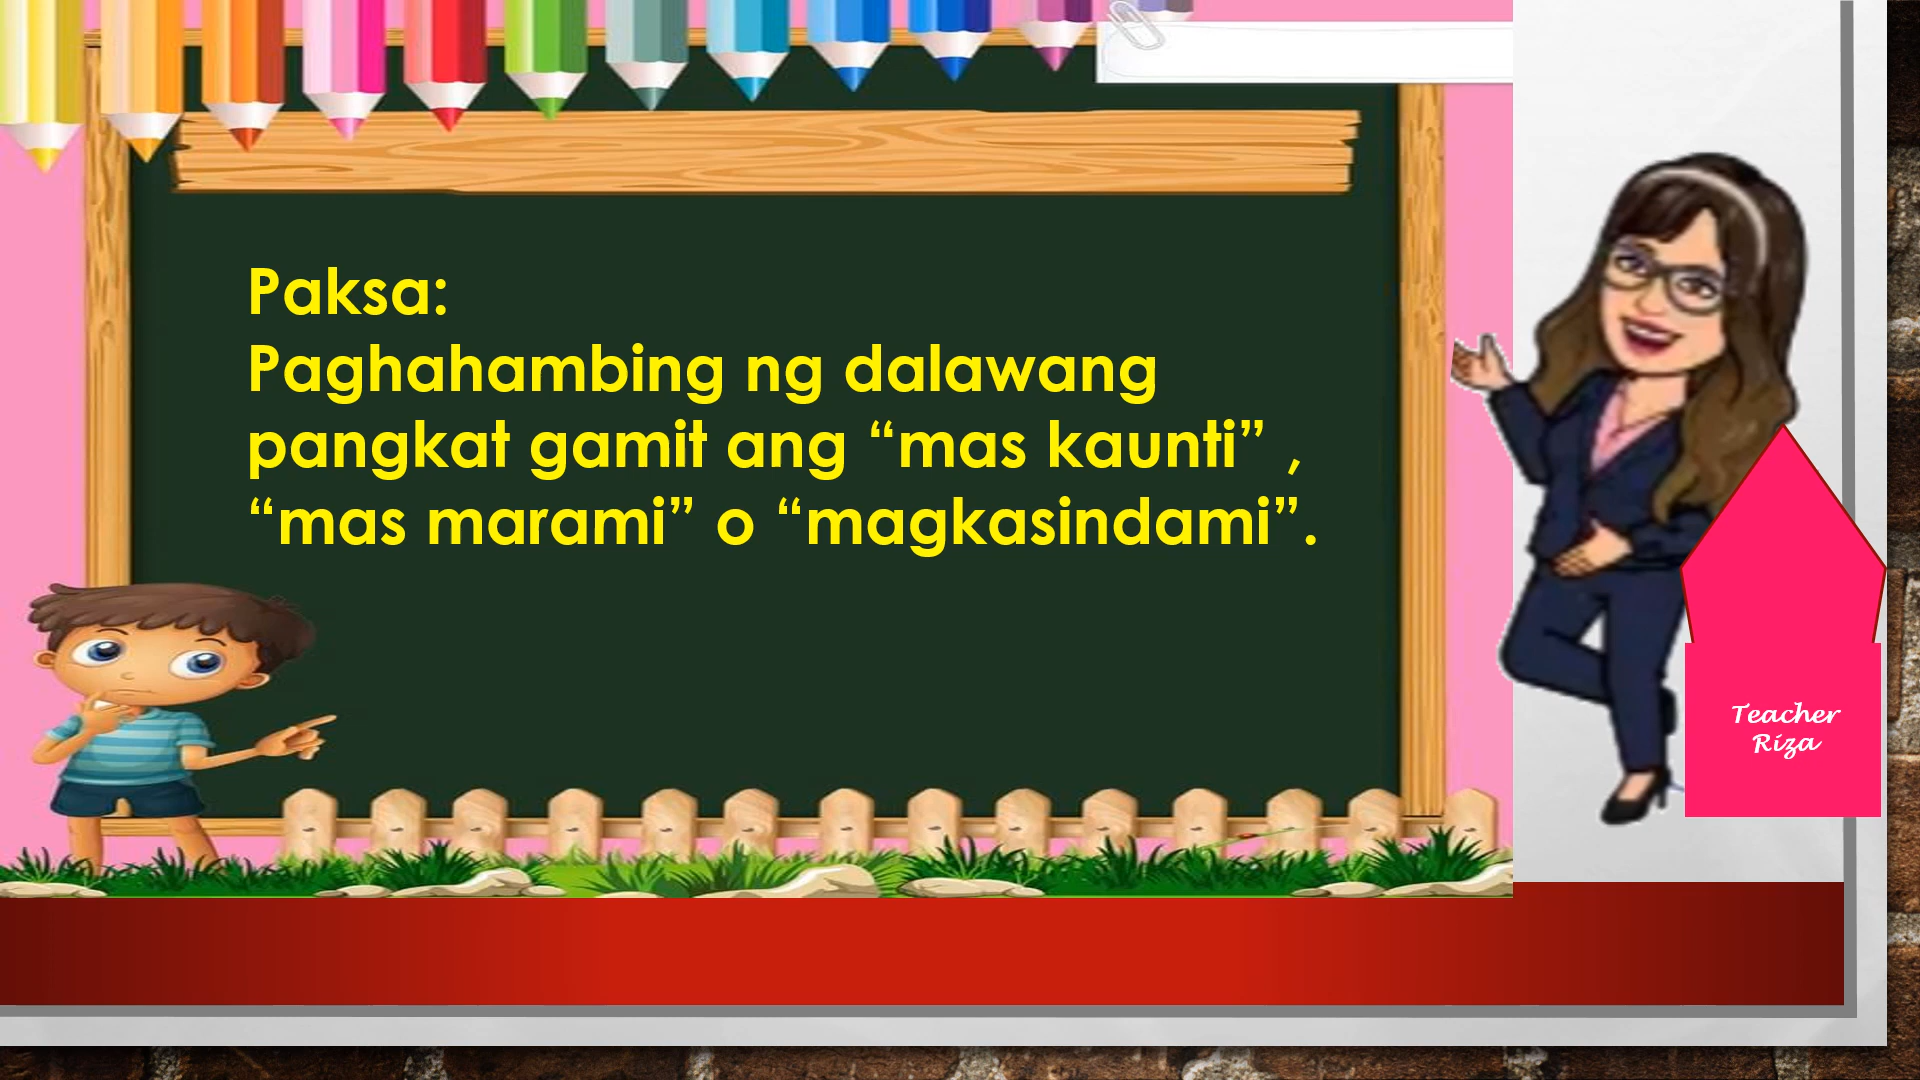 Paksa:
Paghahambing ng dalawang
pangkat gamit ang “mas kaunti” ,
“mas marami” o “magkasindami”.
Teacher
Riza